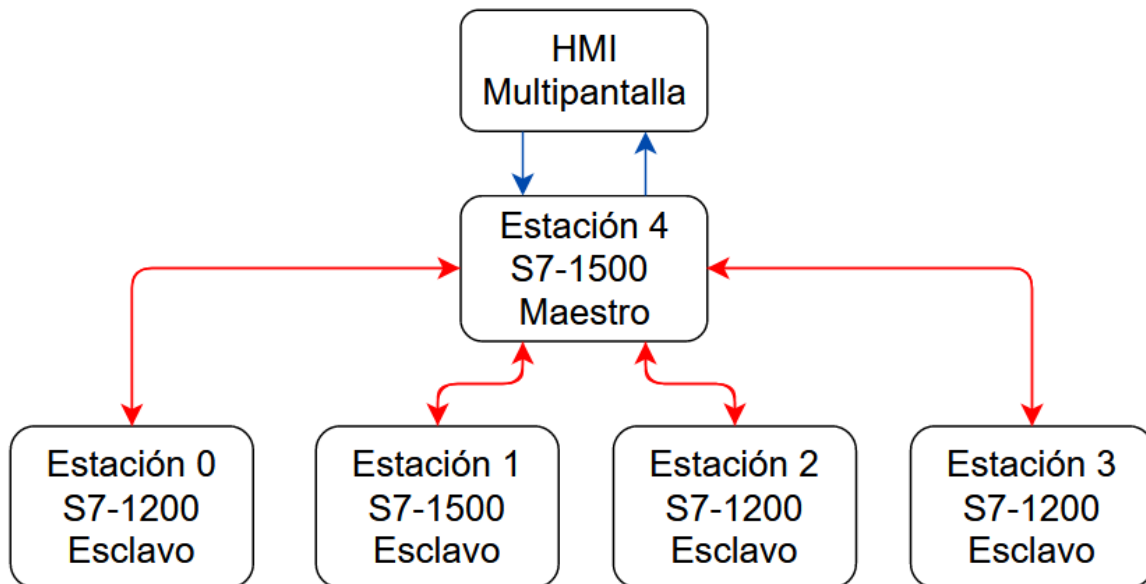 HMI
Multipantalla
Estación 4
S7-1500
Maestro
Estación 0
S7-1200
Esclavo
Estación 1
S7-1500
Esclavo
Estación 2
S7-1200
Esclavo
Estación 3
S7-1200
Esclavo